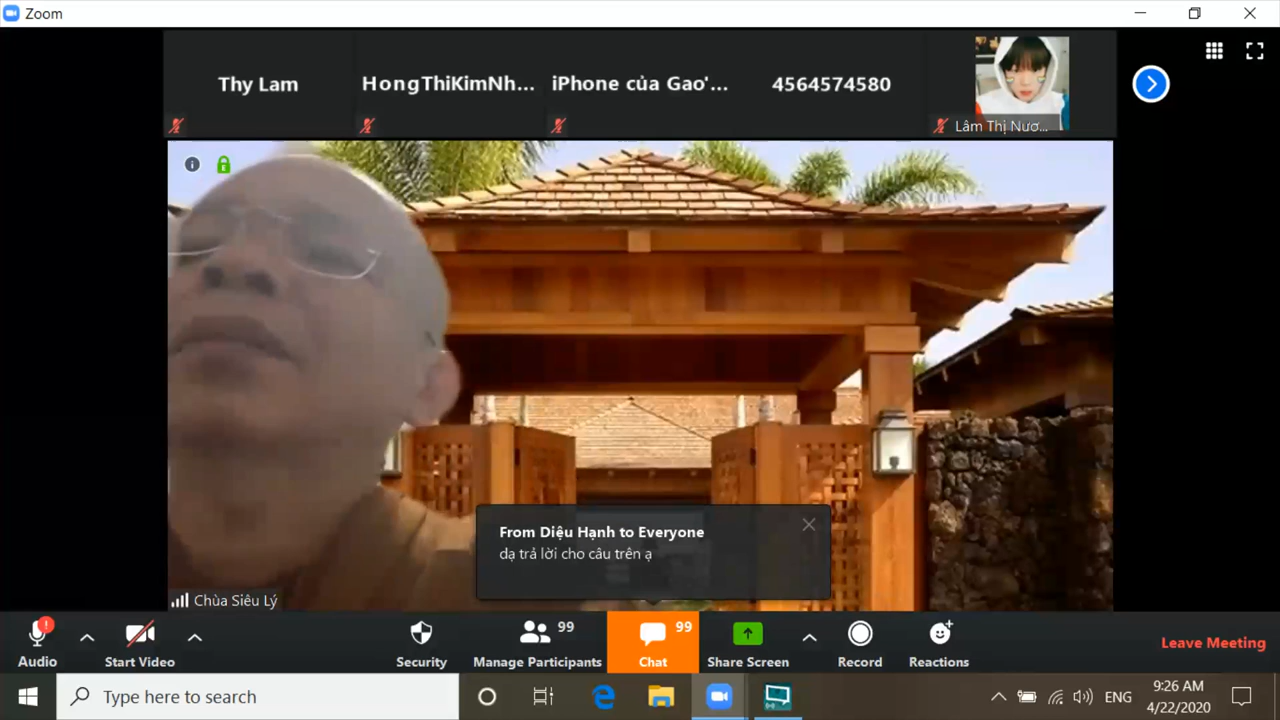 Zoom
Thy Lam
HongThiKimNh...
iPhone của Gao'...
4564574580
Lâm Thị Nươ...
From Diệu Hạnh to Everyone
dạ trả lời cho câu trên ạ
Chùa Siêu Lý
99
99
Audio
Start Video
Security
Manage Participants
Chat
Share Screen
Record
Reactions
Leave Meeting
Type here to search
ENG
9:26 AM
4/22/2020